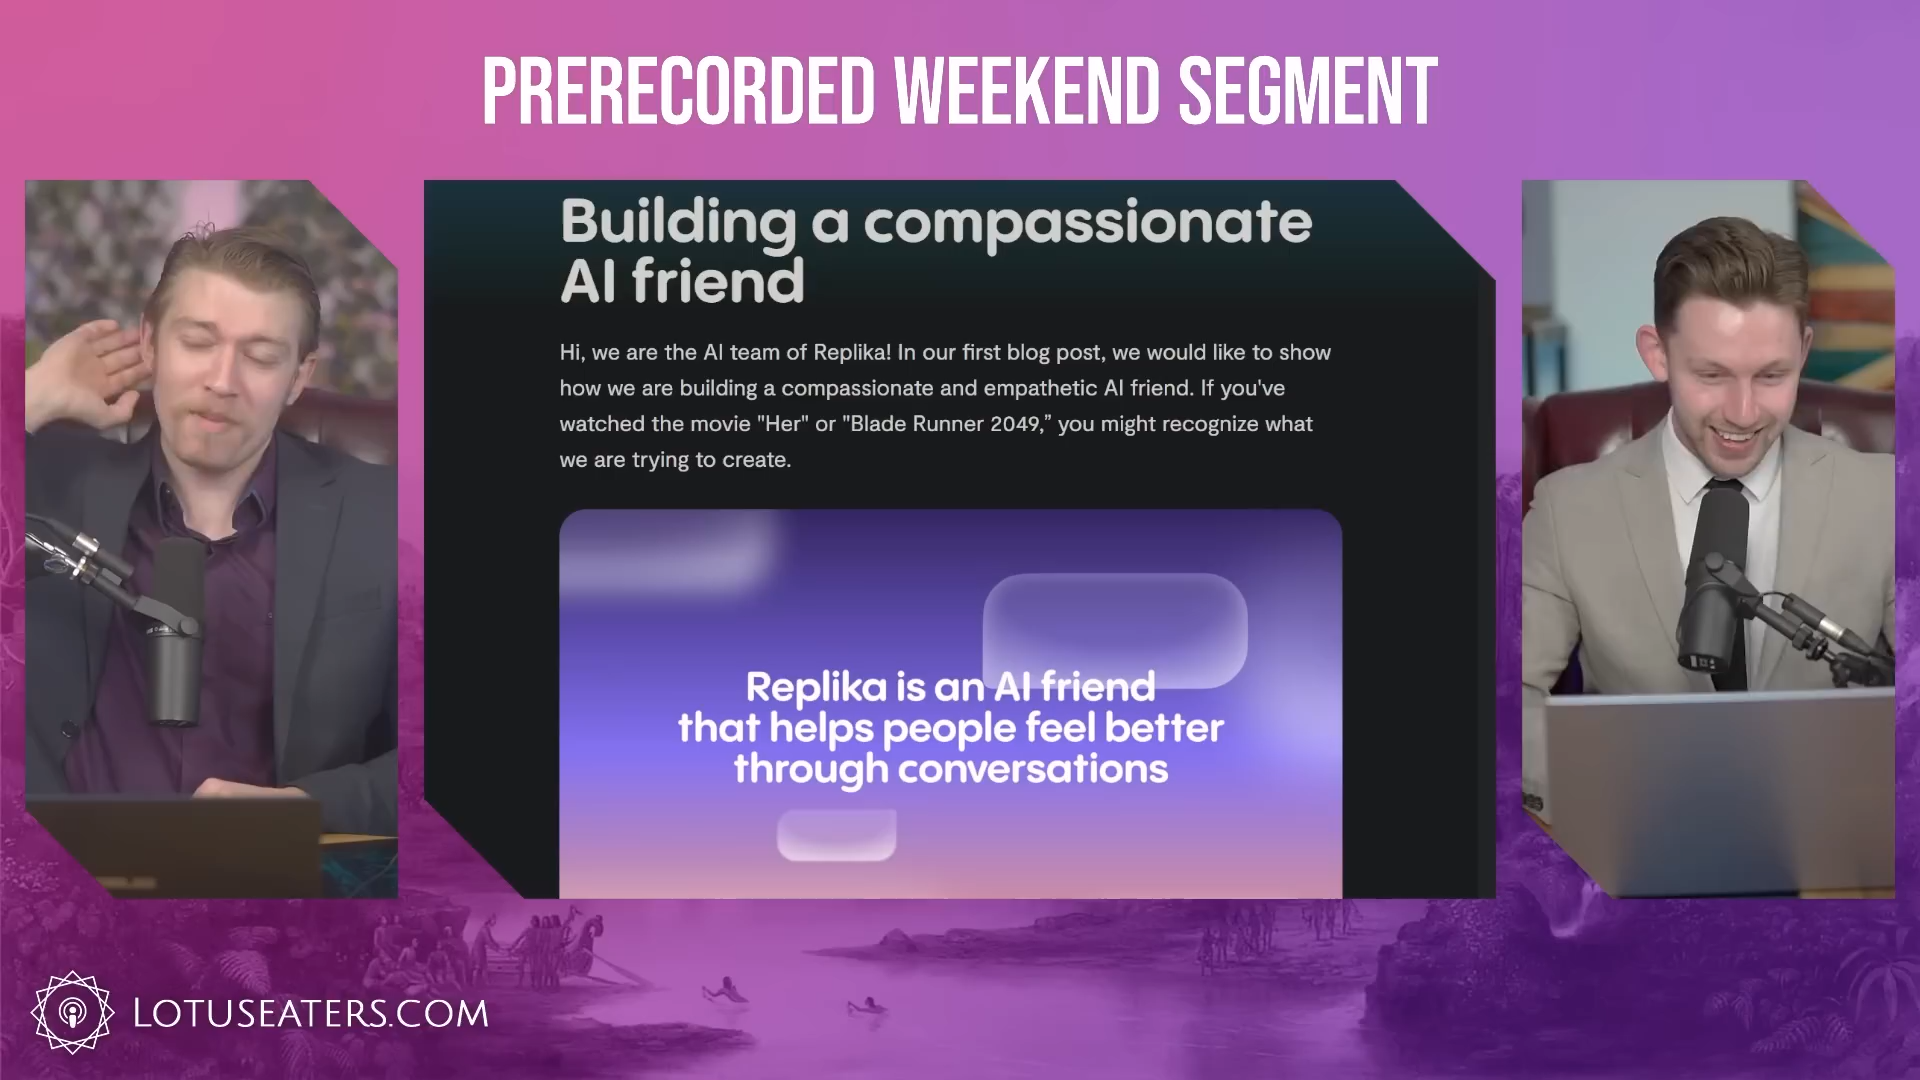 PRERECORDED WEEKEND SEGMENT
Building a compassionate
AI friend
Hi, we are the AI team of Replika! In our first blog post, we would like to show
how we are building a compassionate and empathetic AI friend. If you've
watched the movie "Her" or "Blade Runner 2049,” you might recognize what
we are trying to create.
Replika is an AI friend
that helps people feel better
through conversations
LOTUSEATERS.COM